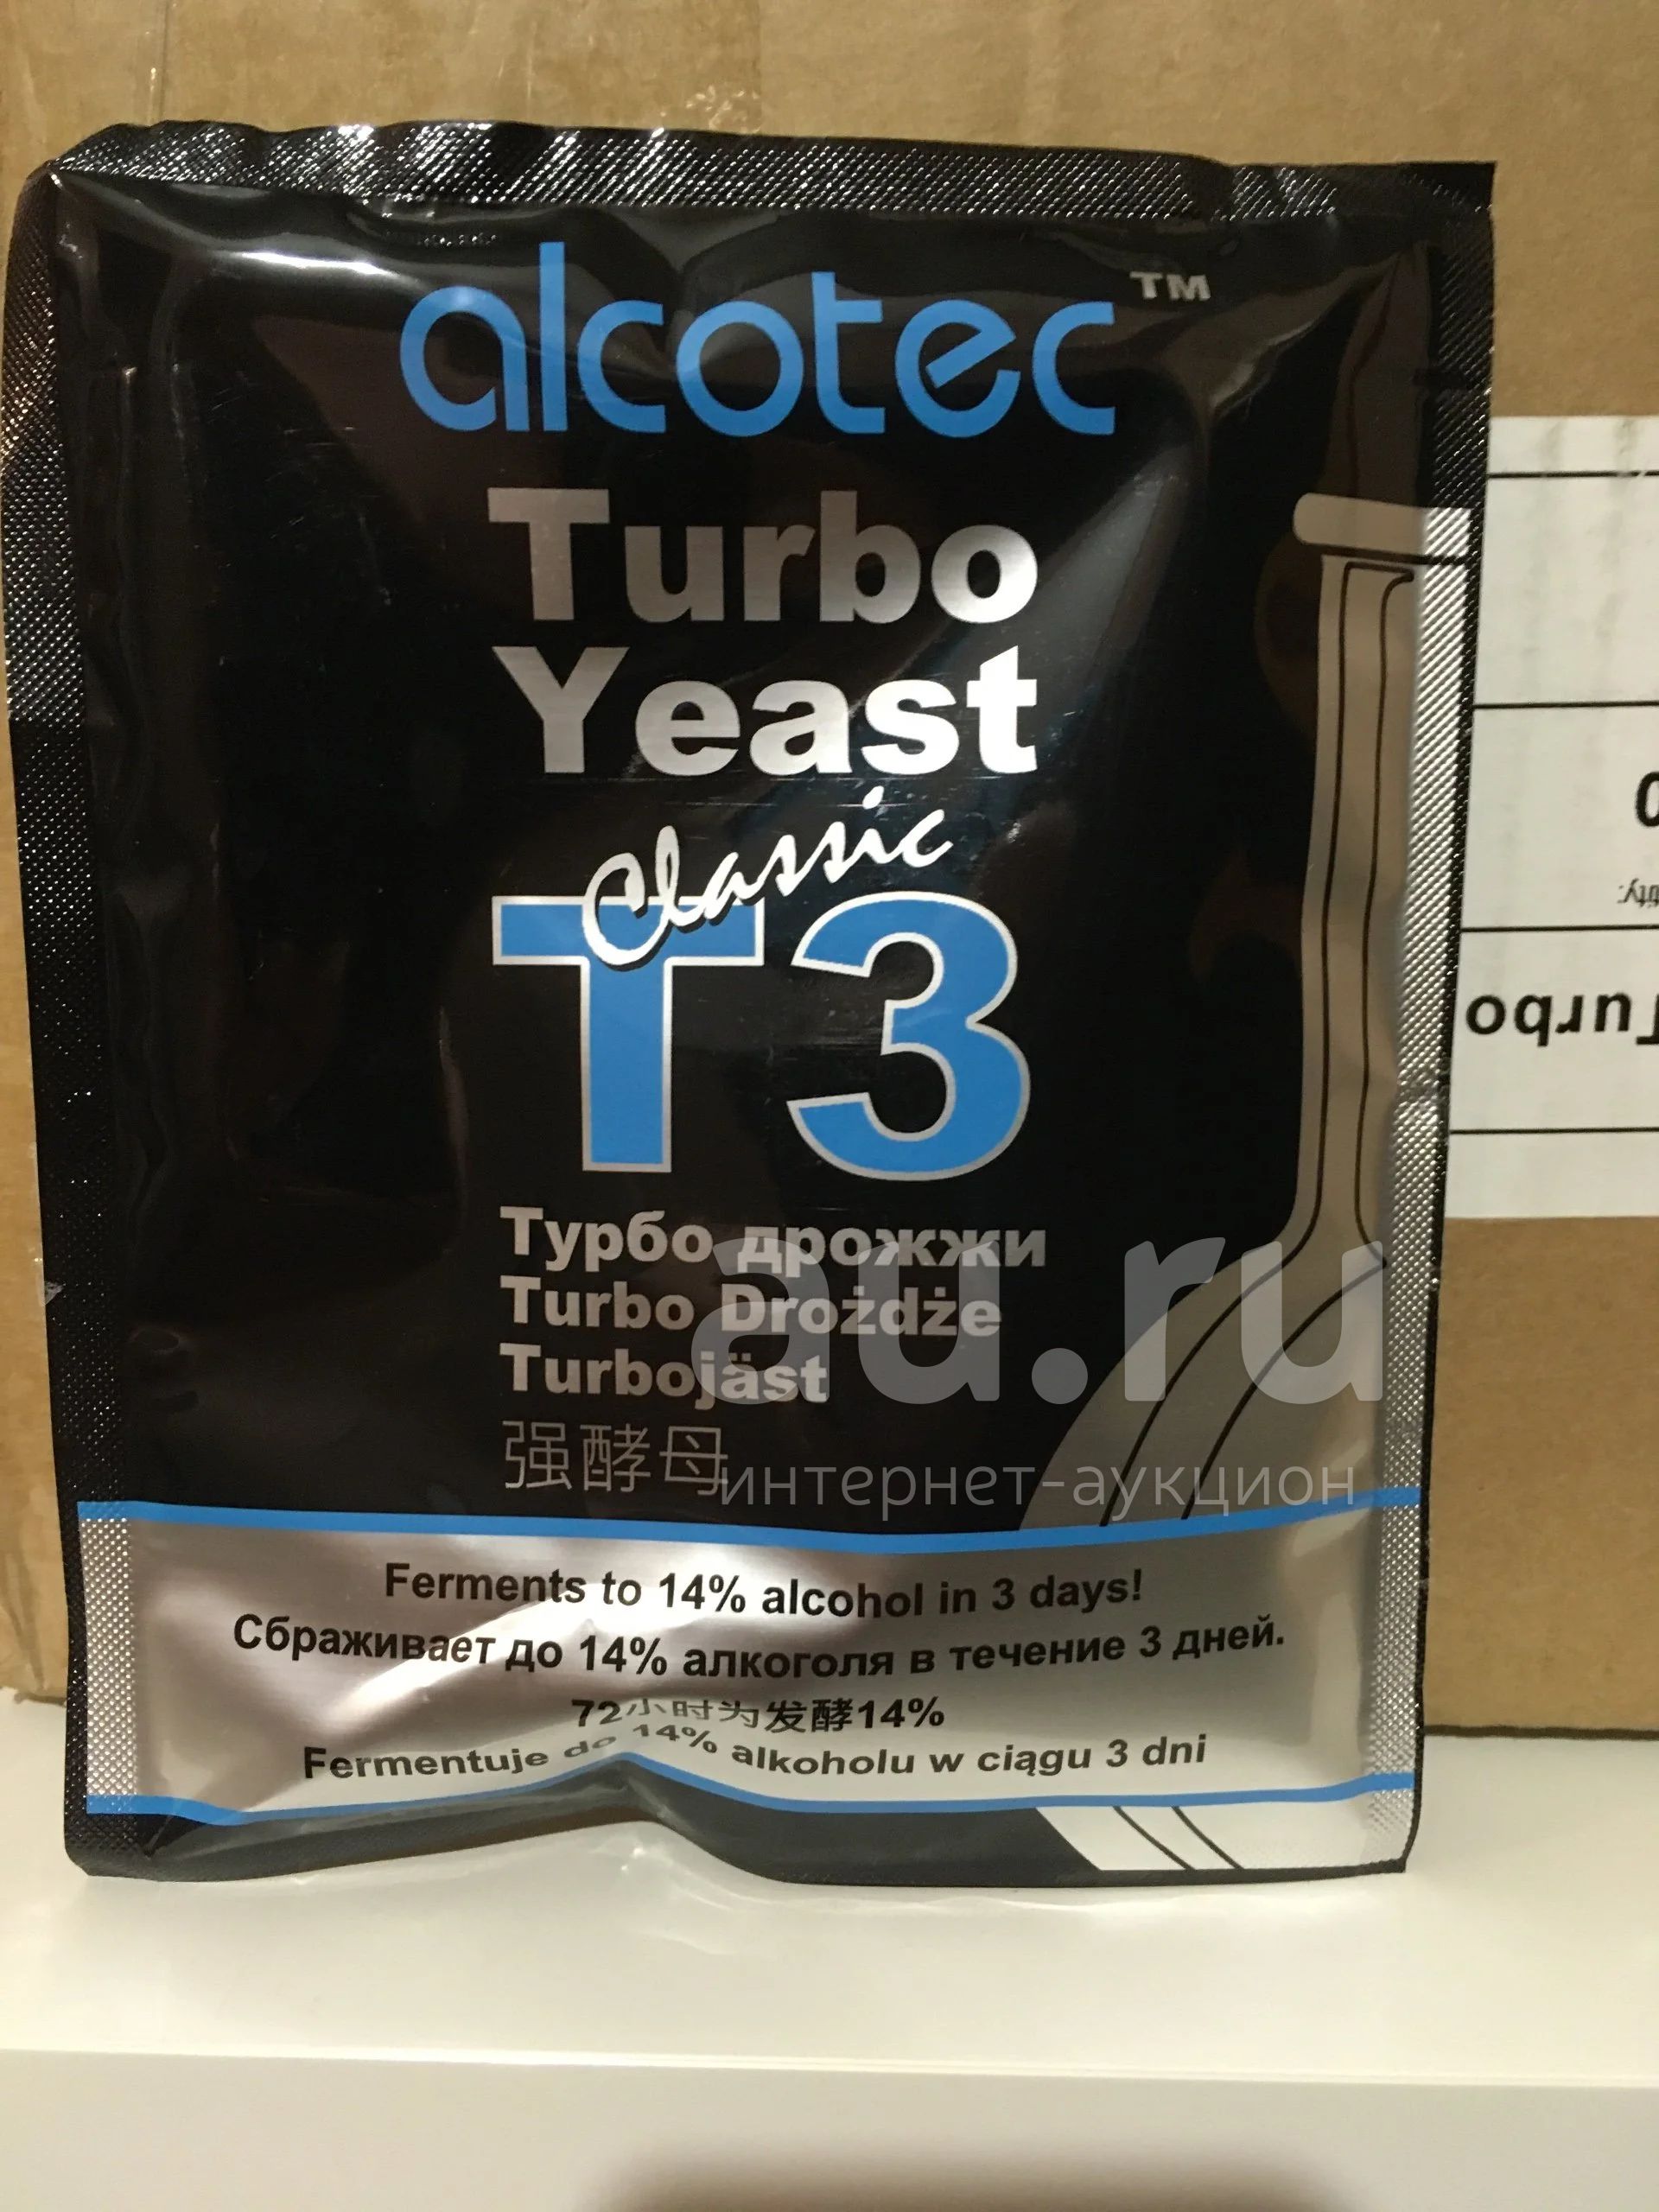 alcotec™
Turbo
Yeast
Classic
T3
Турбо дрожжи
Turbo Drożdże
Turbojäst
强酵母
au.ru
интернет-аукцион
Ferments to 14% alcohol in 3 days!
Сбраживает до 14% алкоголя в течение 3 дней.
72小时为发酵14%
Fermentuje do 14% alkoholu w ciągu 3 dni
Turbo